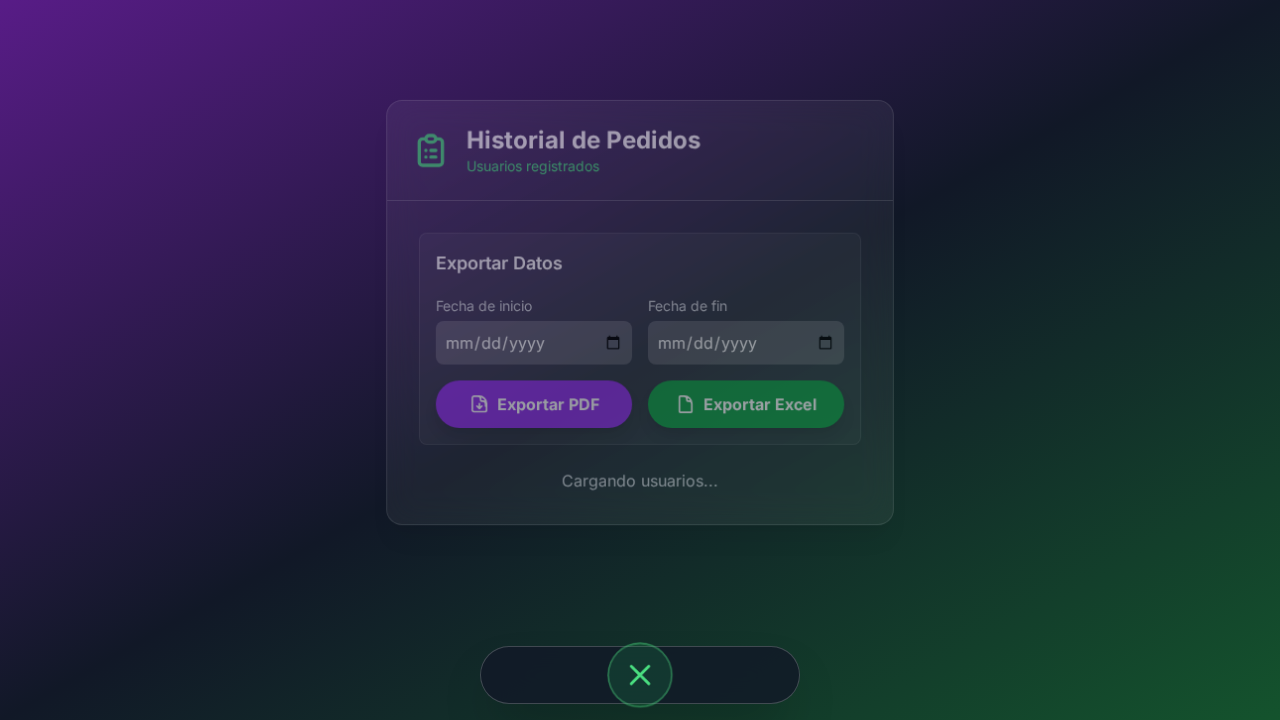 Historial de Pedidos
Usuarios registrados
Exportar Datos
Fecha de inicio
Fecha de fin
mm/dd/yyyy
mm/dd/yyyy
Exportar PDF
Exportar Excel
Cargando usuarios...